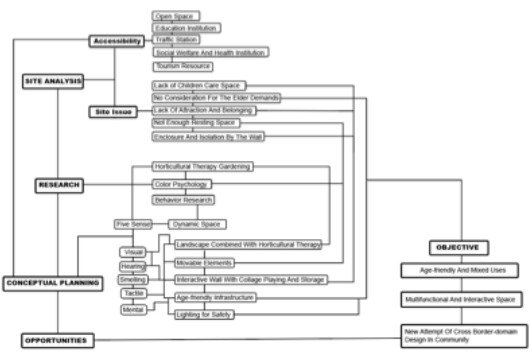 Open Space
Education Institution
Accessibility
Traffic Station
Social Welfare And Health Institution
Tourism Resource
SITE ANALYSIS
Lack of Children Care Space
No Consideration For The Elder Demands
Site Issue
Lack Of Attraction And Belonging
Not Enough Resting Space
Enclosure And Isolation By The Wall
Horticultural Therapy Gardening
RESEARCH
Color Psychology
Behavior Research
Five Sense
Dynamic Space
Visual
Landscape Combined With Horticultural Therapy
Hearing
Movable Elements
Smelling
Interactive Wall With Collage Playing And Storage
Tactile
Age-friendly Infrastructure
Mental
Lighting for Safety
CONCEPTUAL PLANNING
OPPORTUNITIES
OBJECTIVE
Age-friendly And Mixed Uses
Multifunctional And Interactive Space
New Attempt Of Cross Border-domain
Design In Community